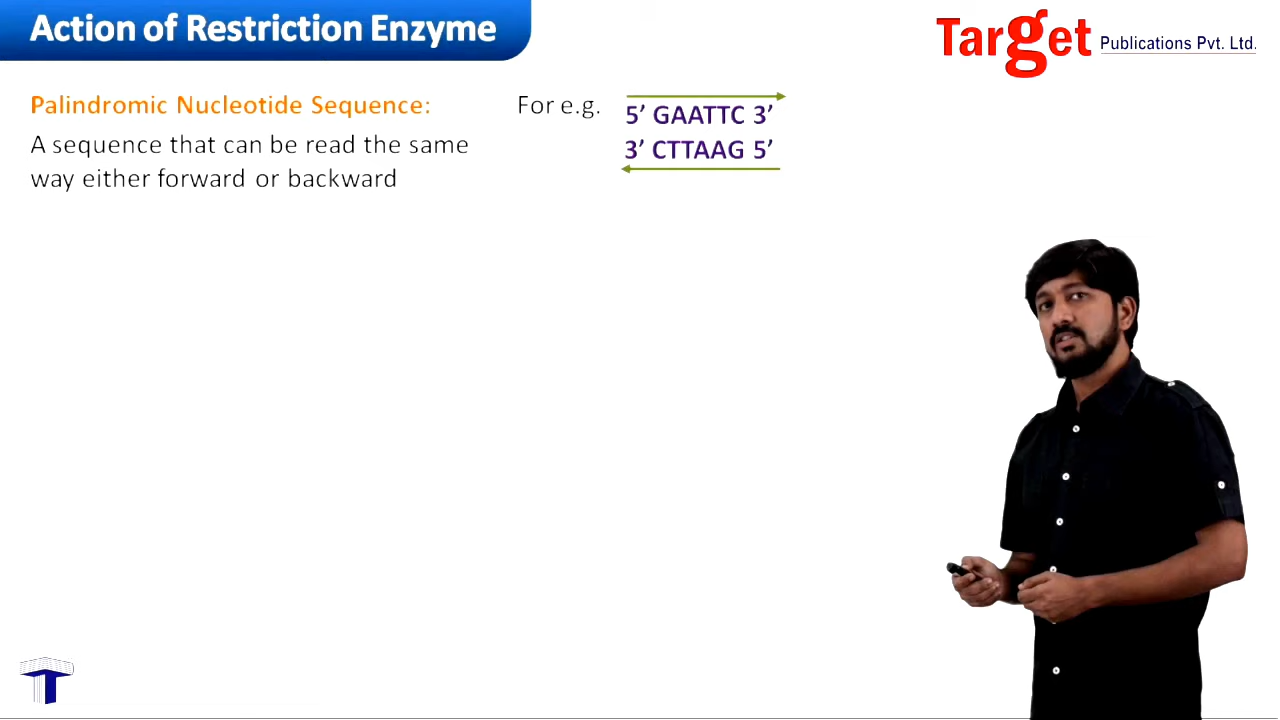 Action of Restriction Enzyme
Target Publications Pvt. Ltd.
Palindromic Nucleotide Sequence:
A sequence that can be read the same
way either forward or backward
For e.g.
5’ GAATTC 3’
3’ CTTAAG 5’